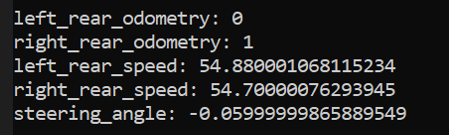 left_rear_odometry: 0
right_rear_odometry: 1
left_rear_speed: 54.880001068115234
right_rear_speed: 54.70000076293945
steering_angle: -0.05999999865889549